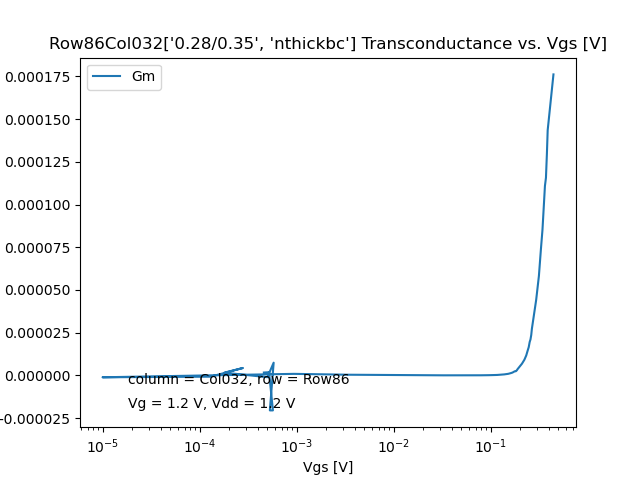 Row86Col032['0.28/0.35', 'nthickbc'] Transconductance vs. Vgs [V]
Gm
0.000175
0.000150
0.000125
0.000100
0.000075
0.000050
0.000025
0.000000
-0.000025
column = Col032, row = Row86
Vg = 1.2 V, Vdd = 1.2 V
10⁻⁵ 10⁻⁴ 10⁻³ 10⁻² 10⁻¹
Vgs [V]